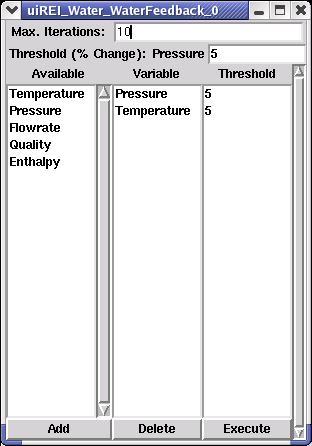 uiREI_Water_WaterFeedback_0
Max. Iterations: 10
Threshold (% Change): Pressure 5
Available Variable Threshold
Temperature Pressure 5
Pressure Temperature 5
Flowrate
Quality
Enthalpy
Add Delete Execute